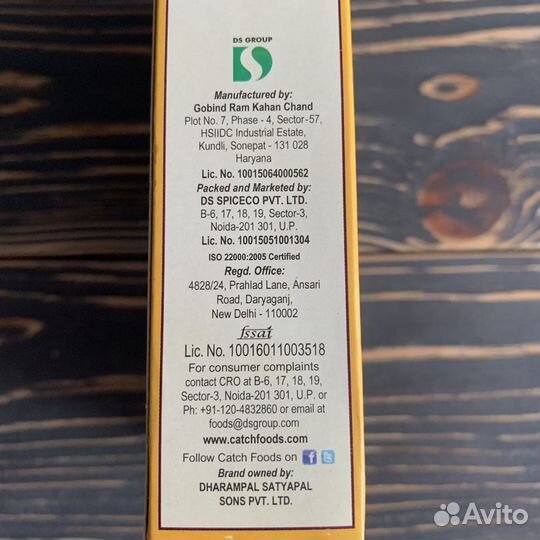 DS GROUP
Manufactured by:
Gobind Ram Kahan Chand
Plot No. 7, Phase - 4, Sector-57,
HSIIDC Industrial Estate,
Kundli, Sonepat - 131 028
Haryana
Lic. No. 10015064000562
Packed and Marketed by:
DS SPICECO PVT. LTD.
B-6, 17, 18, 19, Sector-3,
Noida-201 301, U.P.
Lic. No. 10015051001304
ISO 22000:2005 Certified
Regd. Office:
4828/24, Prahlad Lane, Ansari
Road, Daryaganj,
New Delhi - 110002
fssai
Lic. No. 10016011003518
For consumer complaints
contact CRO at B-6, 17, 18, 19,
Sector-3, Noida-201 301, U.P. or
Ph: +91-120-4832860 or email at
foods@dsgroup.com
www.catchfoods.com
Follow Catch Foods on f
Brand owned by:
DHARAMPAL SATYAPAL
SONS PVT. LTD.
Avito